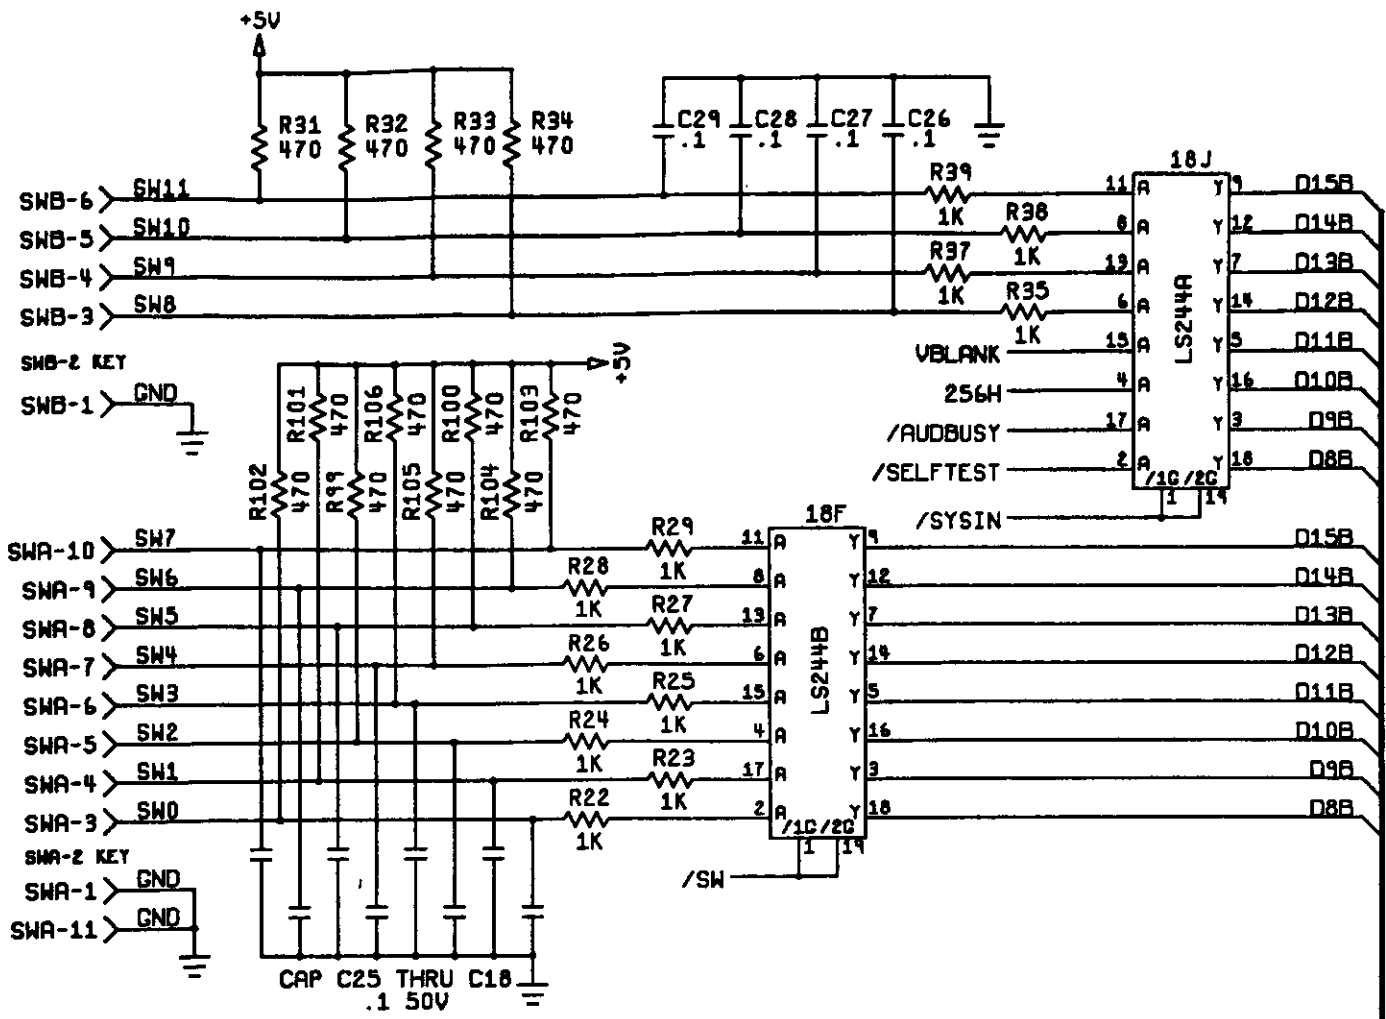 +5V
R31 470
R32 470
R33 470
R34 470
C29 .1
C28 .1
C27 .1
C26 .1
18J
SWB-6 SW11 R39 1K 11 A Y 9 D15B
SWB-5 SW10 R38 1K 8 A Y 12 D14B
SWB-4 SW9 R37 1K 13 A Y 7 D13B
SWB-3 SW8 R35 1K 6 A Y 14 D12B
LS244A
VBLANK 15 A Y 5 D11B
256H 4 A Y 16 D10B
/AUDBUSY 17 A Y 3 D9B
/SELFTEST 2 A Y 18 D8B
/1G /2G
1 19
/SYSIN
SWB-2 KEY
SWB-1 GND
+5V
R101 470
R106 470
R100 470
R103 470
R102 470
R99 470
R105 470
R104 470
18F
SWA-10 SW7 R29 1K 11 A Y 9 D15B
SWA-9 SW6 R28 1K 8 A Y 12 D14B
SWA-8 SW5 R27 1K 13 A Y 7 D13B
SWA-7 SW4 R26 1K 6 A Y 14 D12B
LS244B
SWA-6 SW3 R25 1K 15 A Y 5 D11B
SWA-5 SW2 R24 1K 4 A Y 16 D10B
SWA-4 SW1 R23 1K 17 A Y 3 D9B
SWA-3 SW0 R22 1K 2 A Y 18 D8B
/1G /2G
1 19
/SW
SWA-2 KEY
SWA-1 GND
SWA-11 GND
CAP C25 THRU C18
.1 50V